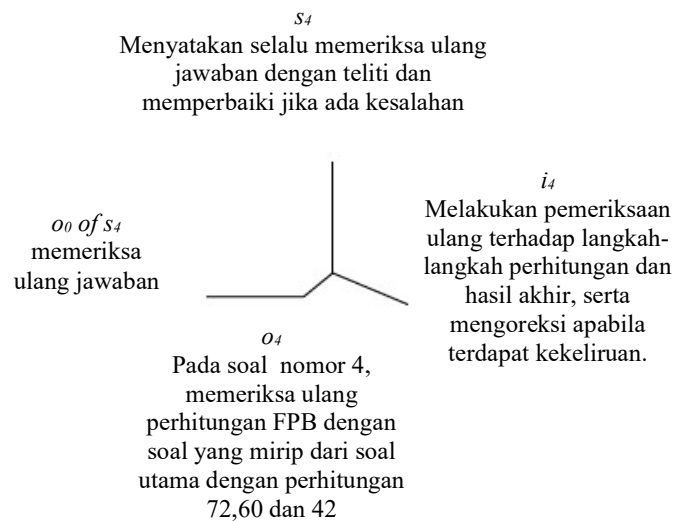 s4
Menyatakan selalu memeriksa ulang
jawaban dengan teliti dan
memperbaiki jika ada kesalahan
o0 of s4
memeriksa
ulang jawaban
i4
Melakukan pemeriksaan
ulang terhadap langkah-
langkah perhitungan dan
hasil akhir, serta
mengoreksi apabila
terdapat kekeliruan.
o4
Pada soal nomor 4,
memeriksa ulang
perhitungan FPB dengan
soal yang mirip dari soal
utama dengan perhitungan
72,60 dan 42